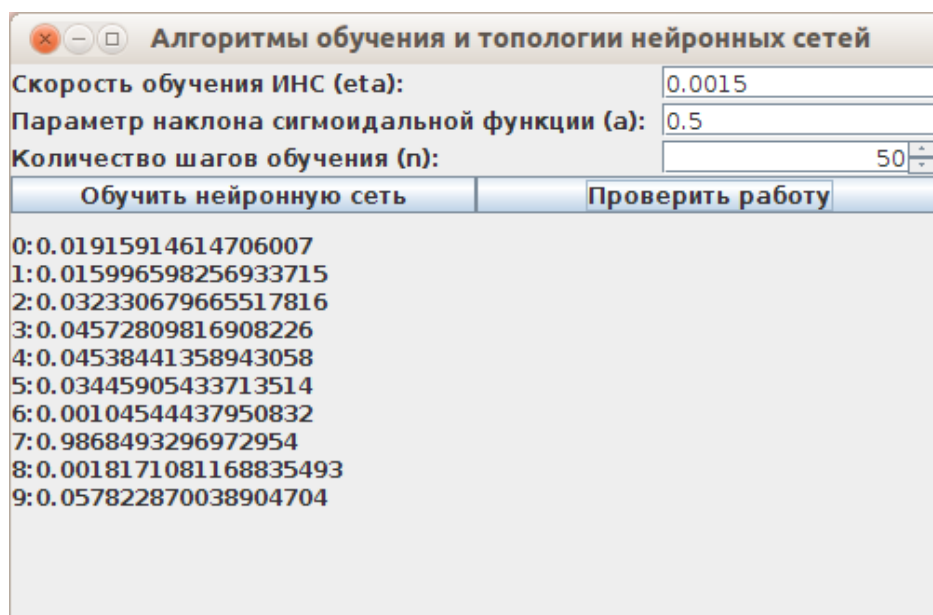 Алгоритмы обучения и топологии нейронных сетей
Скорость обучения ИНС (eta): 0.0015
Параметр наклона сигмоидальной функции (a): 0.5
Количество шагов обучения (n): 50
Обучить нейронную сеть Проверить работу
0:0.01915914614706007
1:0.015996598256933715
2:0.032330679665517816
3:0.04572809816908226
4:0.04538441358943058
5:0.03445905433713514
6:0.00104544437950832
7:0.9868493296972954
8:0.0018171081168835493
9:0.057822870038904704